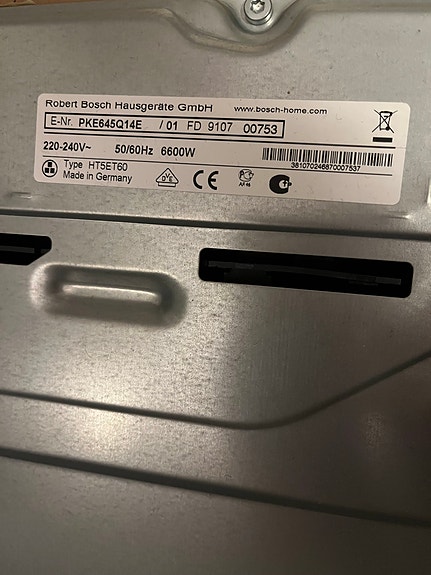 Robert Bosch Hausgeräte GmbH www.bosch-home.com
E-Nr. PKE645Q14E /01 FD 9107 00753
220-240V~ 50/60Hz 6600W
381070246870007537
Type HT5ET60
Made in Germany